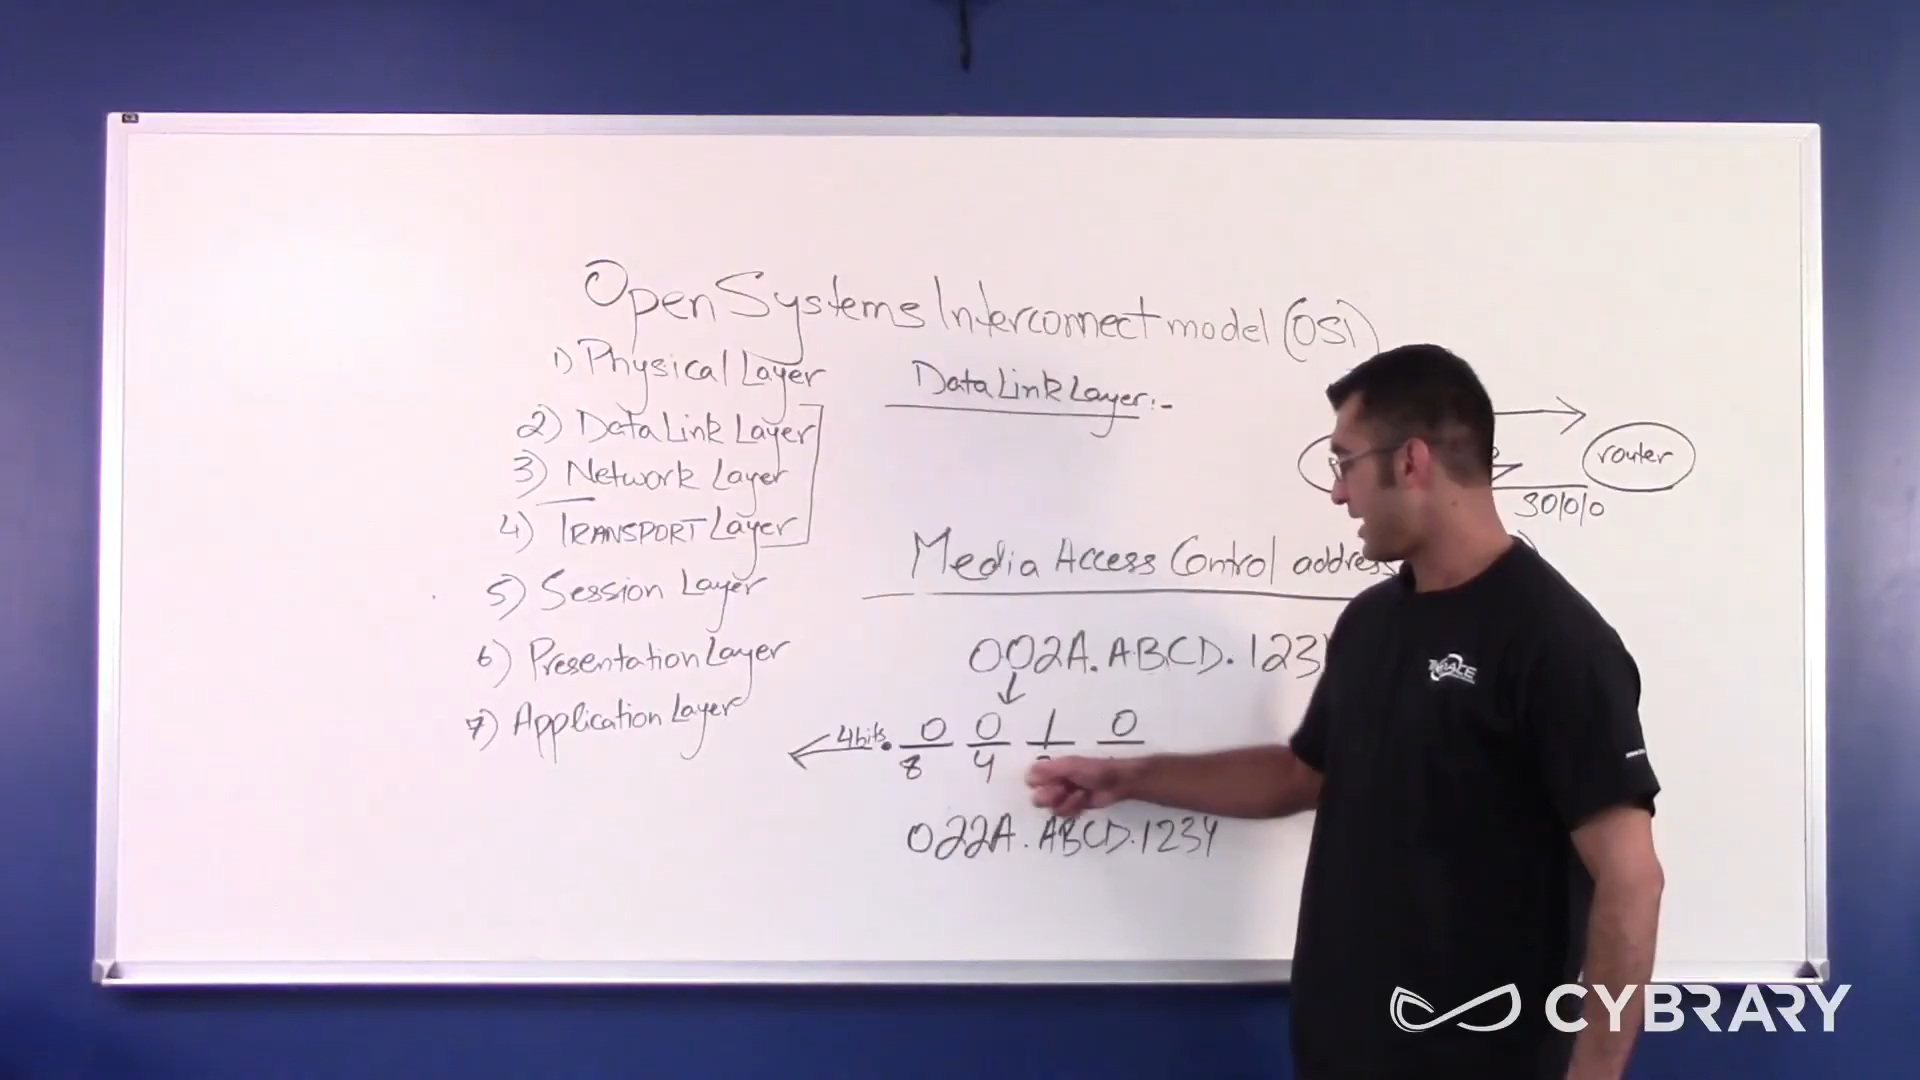 Open Systems Interconnect model (OSI)
1) Physical Layer
2) Data Link Layer
3) Network Layer
4) TRANSPORT Layer
5) Session Layer
6) Presentation Layer
7) Application Layer
Data Link Layer:-
router
S0/0/0
Media Access Control address
002A.ABCD.123
4bits. 0 0 1 0
8 4
022A.ABCD.1234
CYBRARY